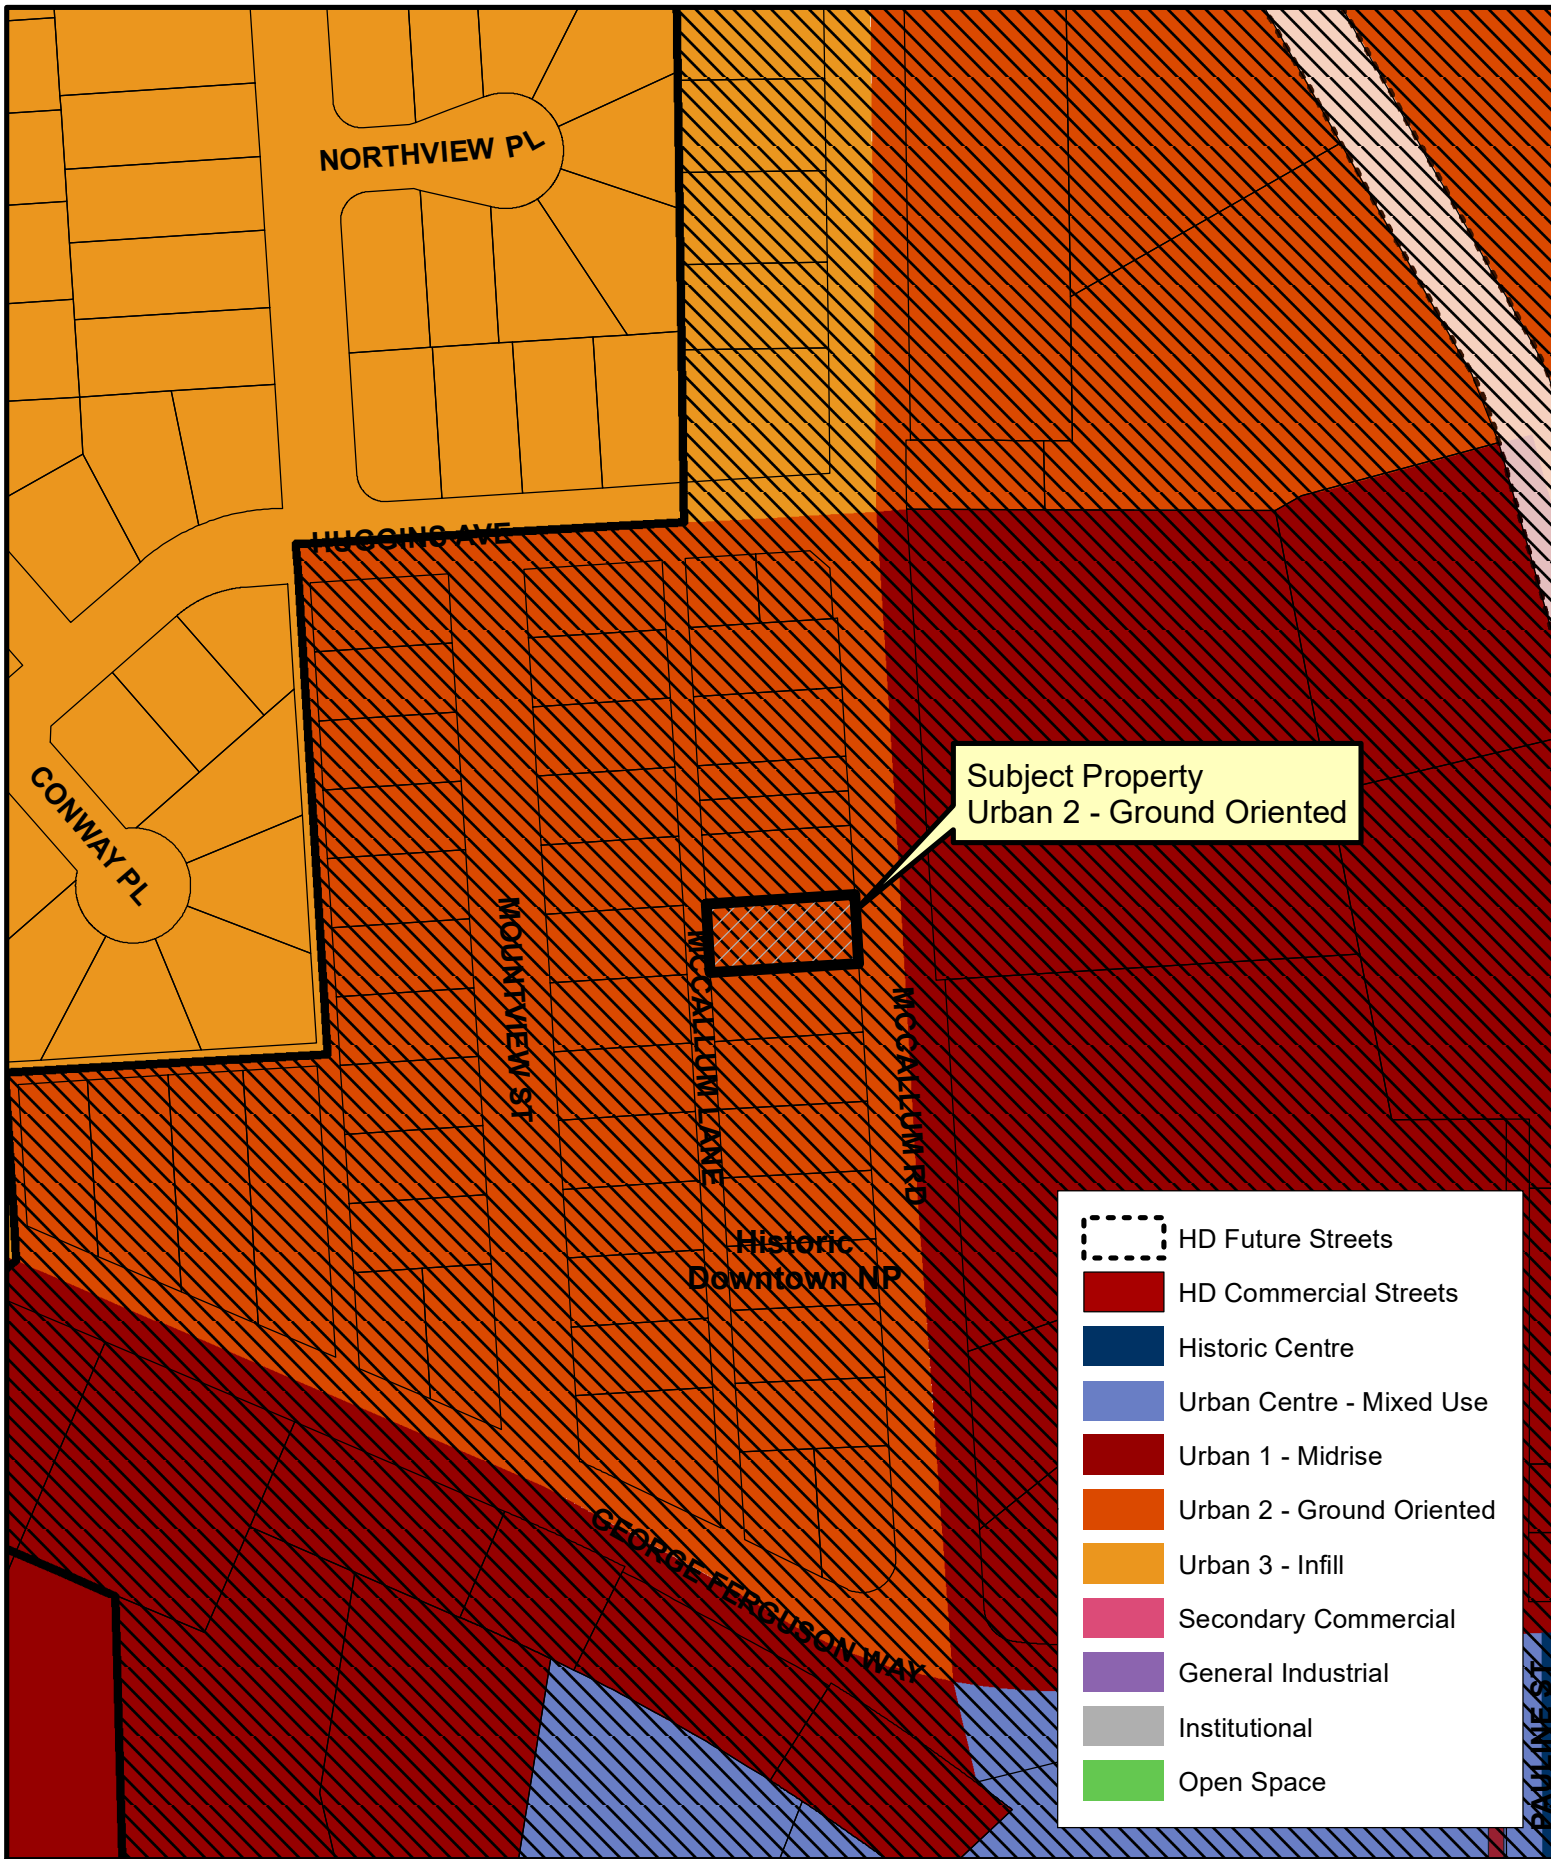 NORTHVIEW PL
HUGGINS AVE
CONWAY PL
Subject Property
Urban 2 - Ground Oriented
MOUNTVIEW ST
MCCALLUM LANE
MCCALLUM RD
Historic
Downtown NP
GEORGE FERGUSON WAY
PAULINE ST
HD Future Streets
HD Commercial Streets
Historic Centre
Urban Centre - Mixed Use
Urban 1 - Midrise
Urban 2 - Ground Oriented
Urban 3 - Infill
Secondary Commercial
General Industrial
Institutional
Open Space